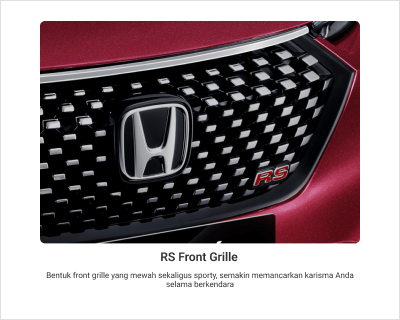 RS
RS Front Grille
Bentuk front grille yang mewah sekaligus sporty, semakin memancarkan karisma Anda
selama berkendara